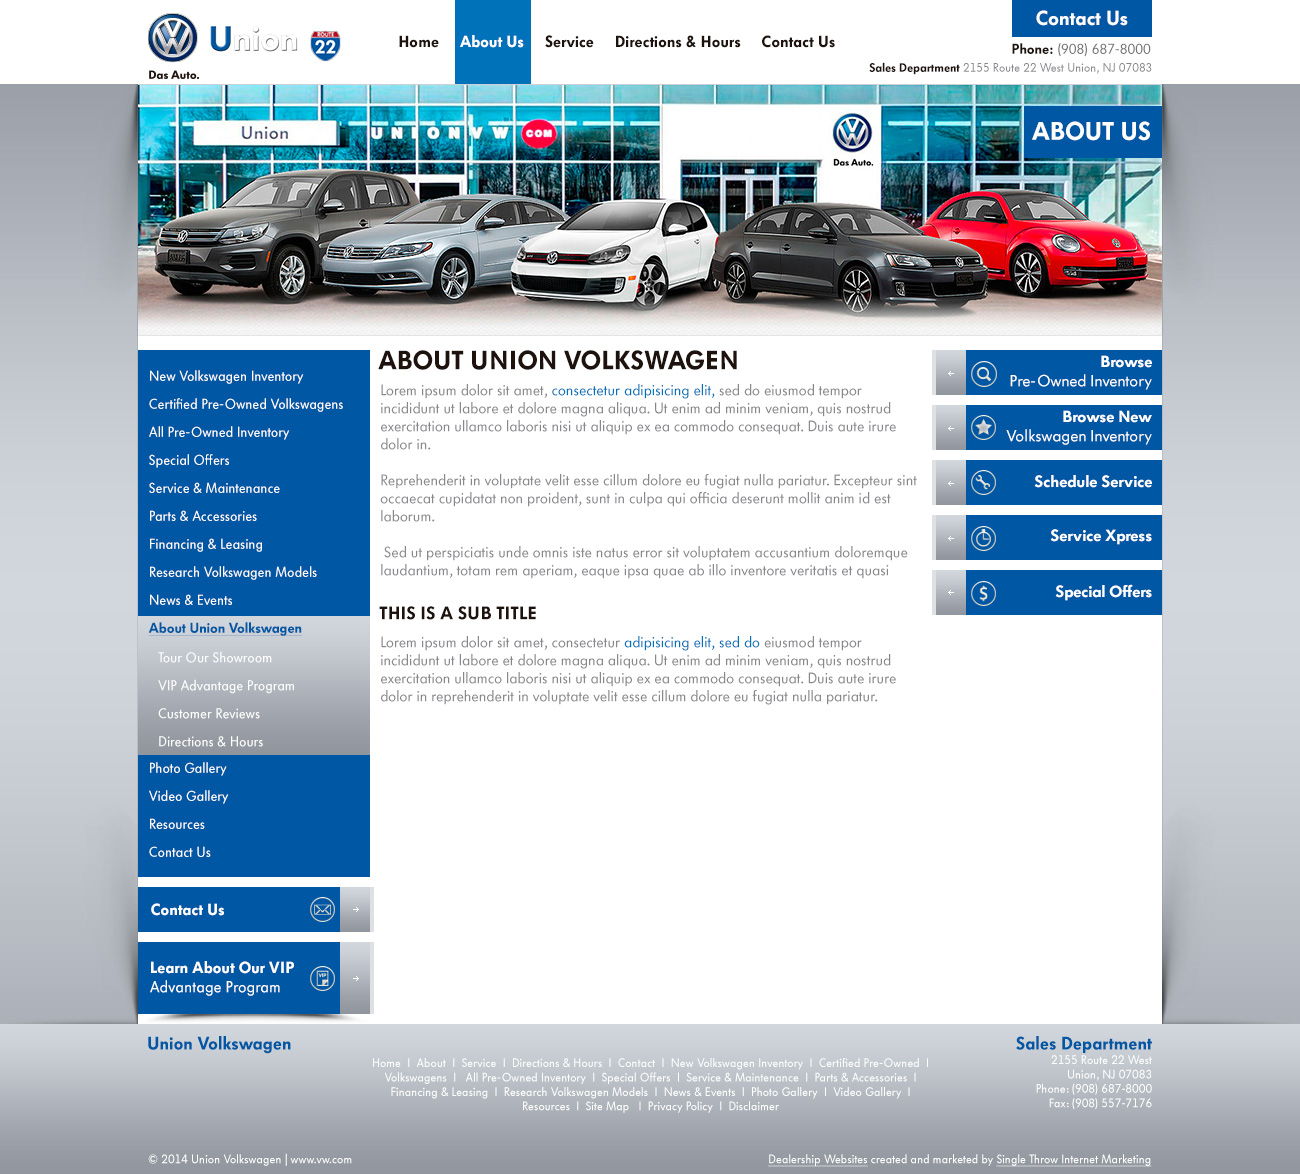 Union
ROUTE
22
Das Auto.
Home
About Us
Service
Directions & Hours
Contact Us
Contact Us
Phone: (908) 687-8000
Sales Department 2155 Route 22 West Union, NJ 07083
Union
UNIONVW
COM
Das Auto.
ABOUT US
New Volkswagen Inventory
Certified Pre-Owned Volkswagens
All Pre-Owned Inventory
Special Offers
Service & Maintenance
Parts & Accessories
Financing & Leasing
Research Volkswagen Models
News & Events
About Union Volkswagen
Tour Our Showroom
VIP Advantage Program
Customer Reviews
Directions & Hours
Photo Gallery
Video Gallery
Resources
Contact Us
Contact Us
Learn About Our VIP
Advantage Program
VIP
ABOUT UNION VOLKSWAGEN
Lorem ipsum dolor sit amet, consectetur adipisicing elit, sed do eiusmod tempor
incididunt ut labore et dolore magna aliqua. Ut enim ad minim veniam, quis nostrud
exercitation ullamco laboris nisi ut aliquip ex ea commodo consequat. Duis aute irure
dolor in.
Reprehenderit in voluptate velit esse cillum dolore eu fugiat nulla pariatur. Excepteur sint
occaecat cupidatat non proident, sunt in culpa qui officia deserunt mollit anim id est
laborum.
Sed ut perspiciatis unde omnis iste natus error sit voluptatem accusantium doloremque
laudantium, totam rem aperiam, eaque ipsa quae ab illo inventore veritatis et quasi
THIS IS A SUB TITLE
Lorem ipsum dolor sit amet, consectetur adipisicing elit, sed do eiusmod tempor
incididunt ut labore et dolore magna aliqua. Ut enim ad minim veniam, quis nostrud
exercitation ullamco laboris nisi ut aliquip ex ea commodo consequat. Duis aute irure
dolor in reprehenderit in voluptate velit esse cillum dolore eu fugiat nulla pariatur.
Browse
Pre-Owned Inventory
Browse New
Volkswagen Inventory
Schedule Service
Service Xpress
$
Special Offers
Union Volkswagen
Home | About | Service | Directions & Hours | Contact | New Volkswagen Inventory | Certified Pre-Owned |
Volkswagens | All Pre-Owned Inventory | Special Offers | Service & Maintenance | Parts & Accessories |
Financing & Leasing | Research Volkswagen Models | News & Events | Photo Gallery | Video Gallery |
Resources | Site Map | Privacy Policy | Disclaimer
Sales Department
2155 Route 22 West
Union, NJ 07083
Phone: (908) 687-8000
Fax: (908) 557-7176
© 2014 Union Volkswagen | www.vw.com
Dealership Websites created and marketed by Single Throw Internet Marketing